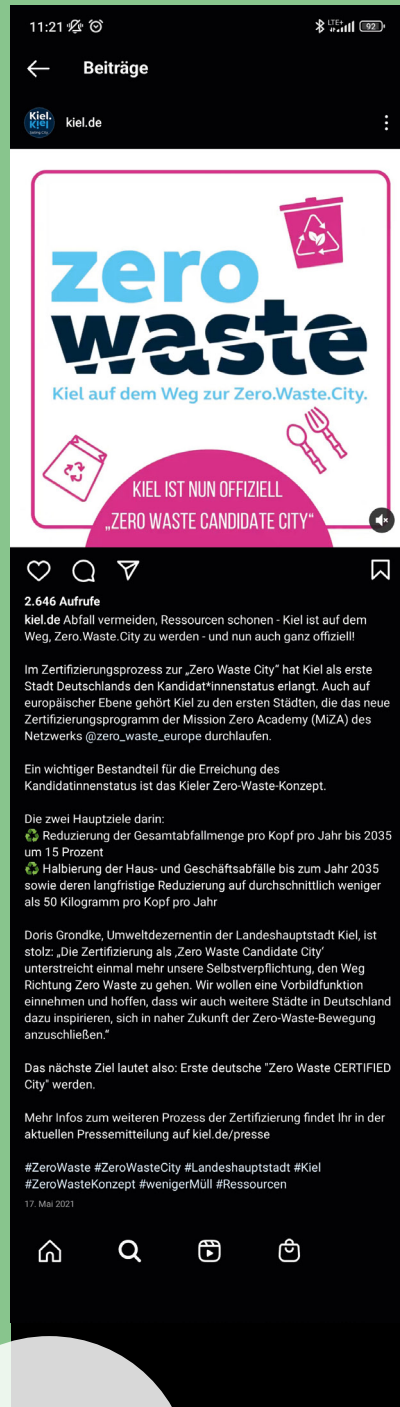 11:21
LTE+
92
Beiträge
Kiel.
kiel.de
zero
waste
Kiel auf dem Weg zur Zero.Waste.City.
KIEL IST NUN OFFIZIELL
„ZERO WASTE CANDIDATE CITY“
2.646 Aufrufe
kiel.de Abfall vermeiden, Ressourcen schonen - Kiel ist auf dem
Weg, Zero.Waste.City zu werden - und nun auch ganz offiziell!
Im Zertifizierungsprozess zur „Zero Waste City“ hat Kiel als erste
Stadt Deutschlands den Kandidat*innenstatus erlangt. Auch auf
europäischer Ebene gehört Kiel zu den ersten Städten, die das neue
Zertifizierungsprogramm der Mission Zero Academy (MiZA) des
Netzwerks @zero_waste_europe durchlaufen.
Ein wichtiger Bestandteil für die Erreichung des
Kandidatinnenstatus ist das Kieler Zero-Waste-Konzept.
Die zwei Hauptziele darin:
♻️ Reduzierung der Gesamtabfallmenge pro Kopf pro Jahr bis 2035
um 15 Prozent
♻️ Halbierung der Haus- und Geschäftsabfälle bis zum Jahr 2035
sowie deren langfristige Reduzierung auf durchschnittlich weniger
als 50 Kilogramm pro Kopf pro Jahr
Doris Grondke, Umweltdezernentin der Landeshauptstadt Kiel, ist
stolz: „Die Zertifizierung als ‚Zero Waste Candidate City‘
unterstreicht einmal mehr unsere Selbstverpflichtung, den Weg
Richtung Zero Waste zu gehen. Wir wollen eine Vorbildfunktion
einnehmen und hoffen, dass wir auch weitere Städte in Deutschland
dazu inspirieren, sich in naher Zukunft der Zero-Waste-Bewegung
anzuschließen.“
Das nächste Ziel lautet also: Erste deutsche "Zero Waste CERTIFIED
City" werden.
Mehr Infos zum weiteren Prozess der Zertifizierung findet Ihr in der
aktuellen Pressemitteilung auf kiel.de/presse
#ZeroWaste #ZeroWasteCity #Landeshauptstadt #Kiel
#ZeroWasteKonzept #wenigerMüll #Ressourcen
17. Mai 2021